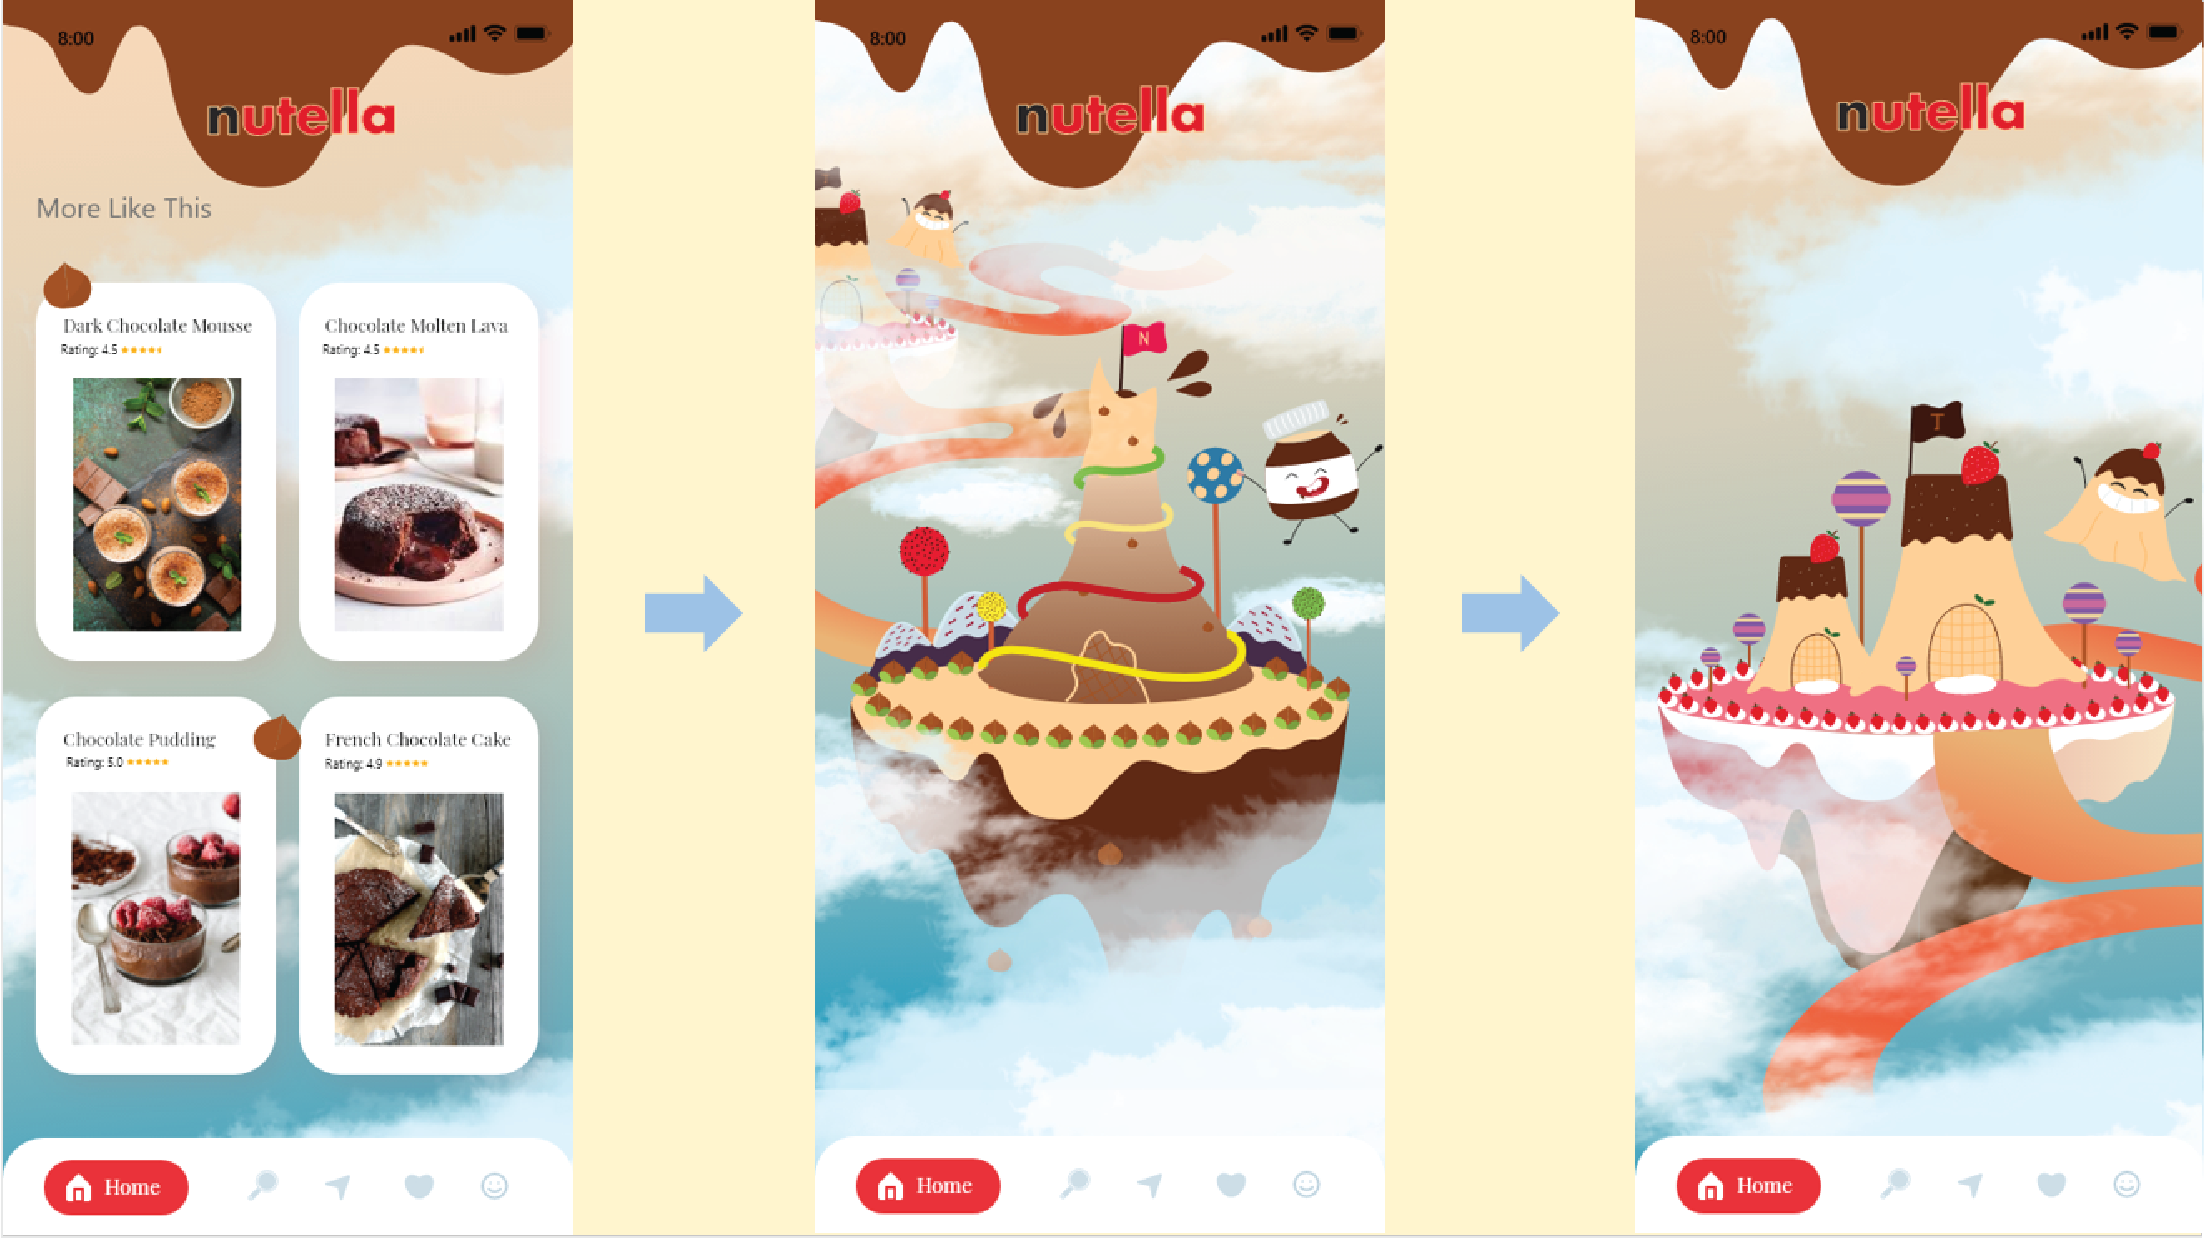 8:00
nutella
More Like This
Dark Chocolate Mousse
Rating: 4.5
Chocolate Molten Lava
Rating: 4.5
Chocolate Pudding
Rating: 5.0
French Chocolate Cake
Rating: 4.9
Home
8:00
nutella
N
Home
8:00
nutella
T
Home